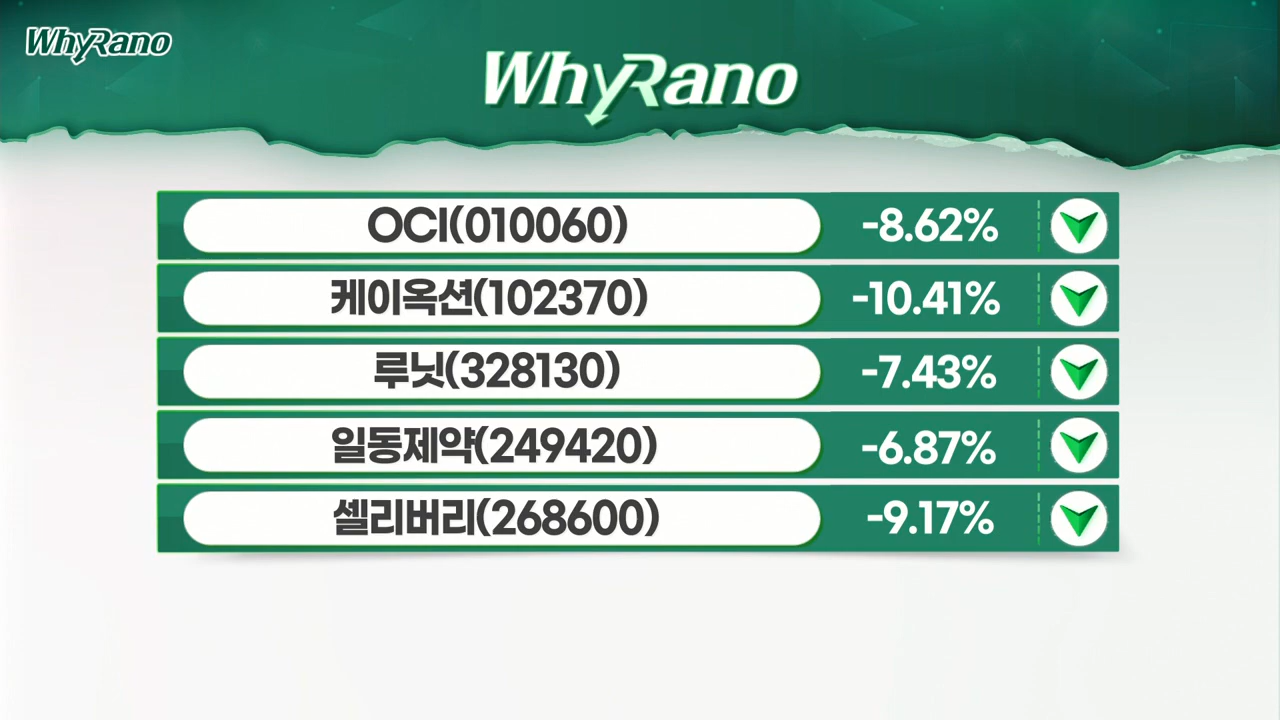 WhyRano
WhyRano
OCI(010060) -8.62%
케이옥션(102370) -10.41%
루닛(328130) -7.43%
일동제약(249420) -6.87%
셀리버리(268600) -9.17%